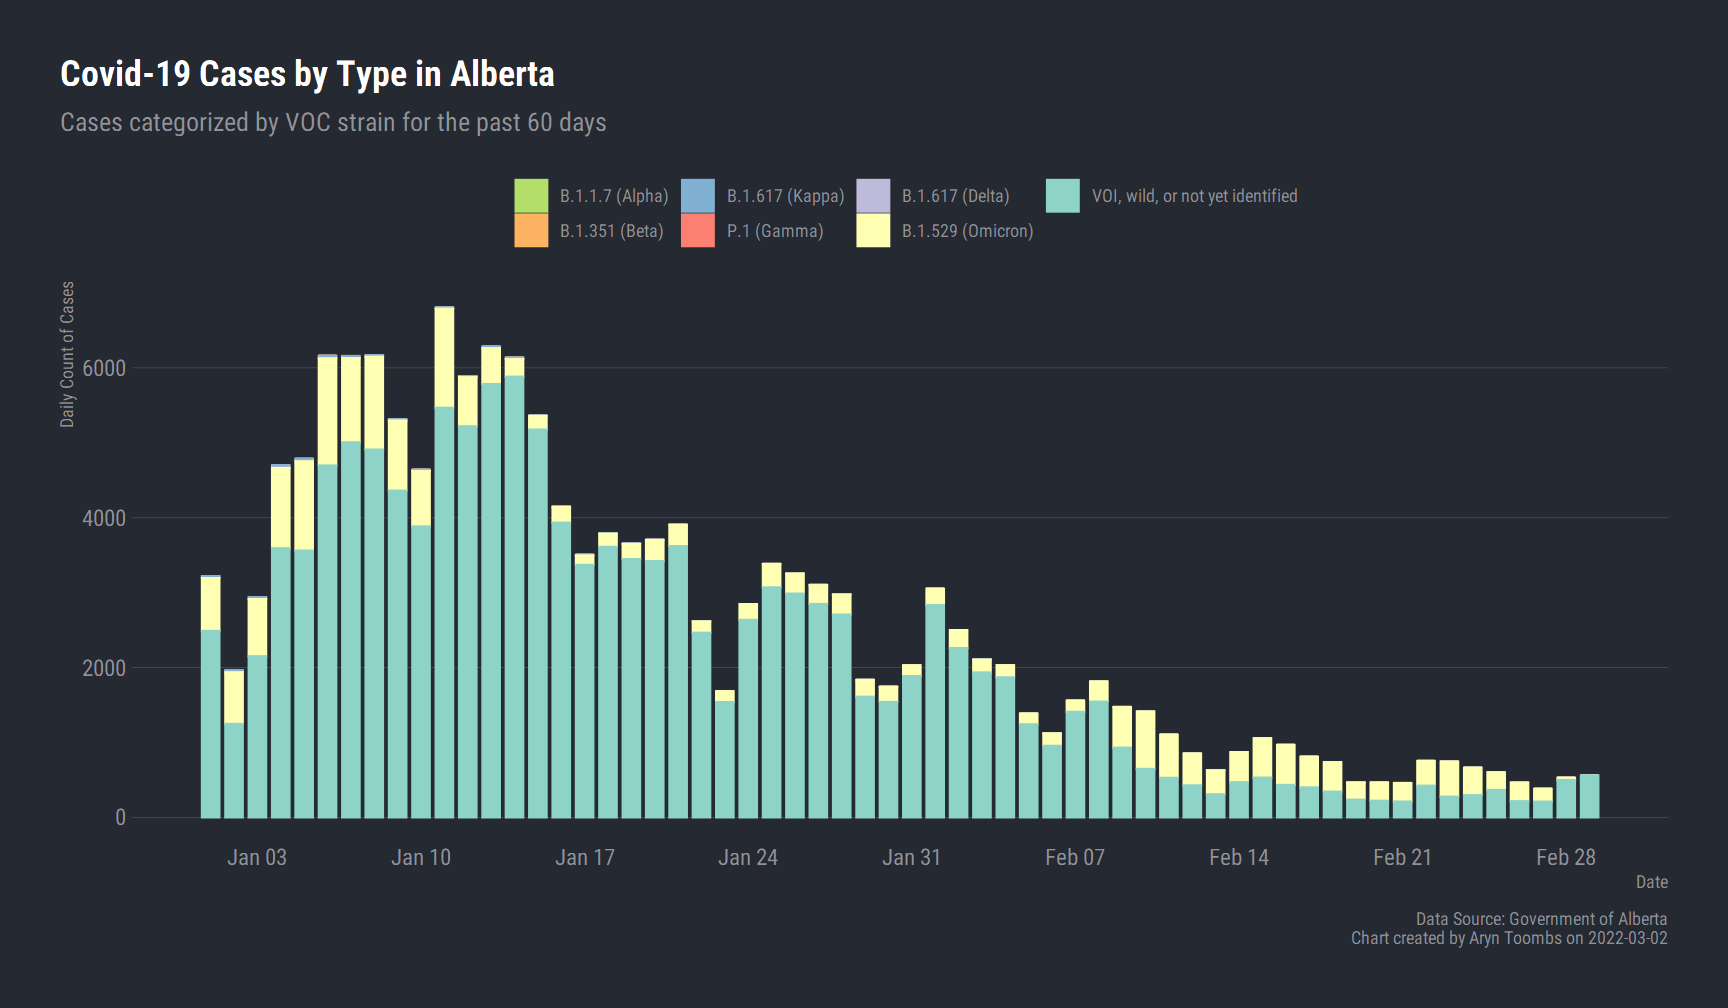 Covid-19 Cases by Type in Alberta
Cases categorized by VOC strain for the past 60 days
B.1.1.7 (Alpha)
B.1.617 (Kappa)
B.1.617 (Delta)
VOI, wild, or not yet identified
B.1.351 (Beta)
P.1 (Gamma)
B.1.529 (Omicron)
Daily Count of Cases
6000
4000
2000
0
Jan 03
Jan 10
Jan 17
Jan 24
Jan 31
Feb 07
Feb 14
Feb 21
Feb 28
Date
Data Source: Government of Alberta
Chart created by Aryn Toombs on 2022-03-02